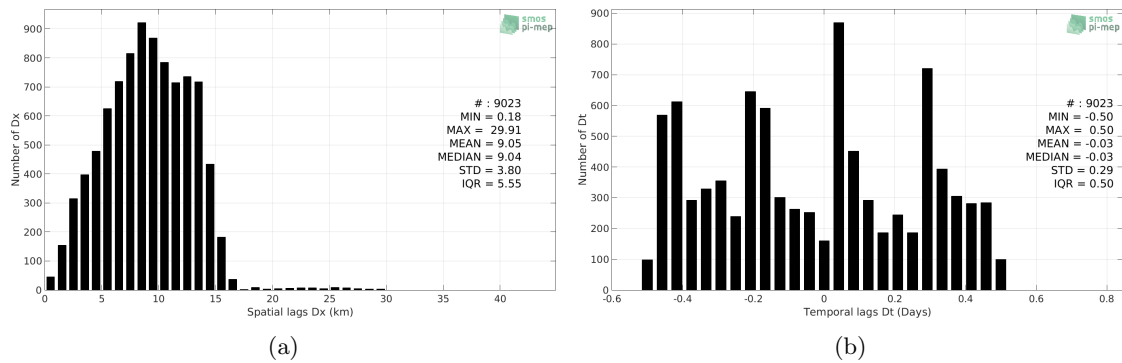 smos
pi-mep
900
800
700
600
500
400
300
200
100
0
Number of Dx
# : 9023
MIN = 0.18
MAX = 29.91
MEAN = 9.05
MEDIAN = 9.04
STD = 3.80
IQR = 5.55
0 5 10 15 20 25 30 35 40
Spatial lags Dx (km)
(a)
smos
pi-mep
900
800
700
600
500
400
300
200
100
0
Number of Dt
# : 9023
MIN = -0.50
MAX = 0.50
MEAN = -0.03
MEDIAN = -0.03
STD = 0.29
IQR = 0.50
-0.6 -0.4 -0.2 0 0.2 0.4 0.6 0.8
Temporal lags Dt (Days)
(b)